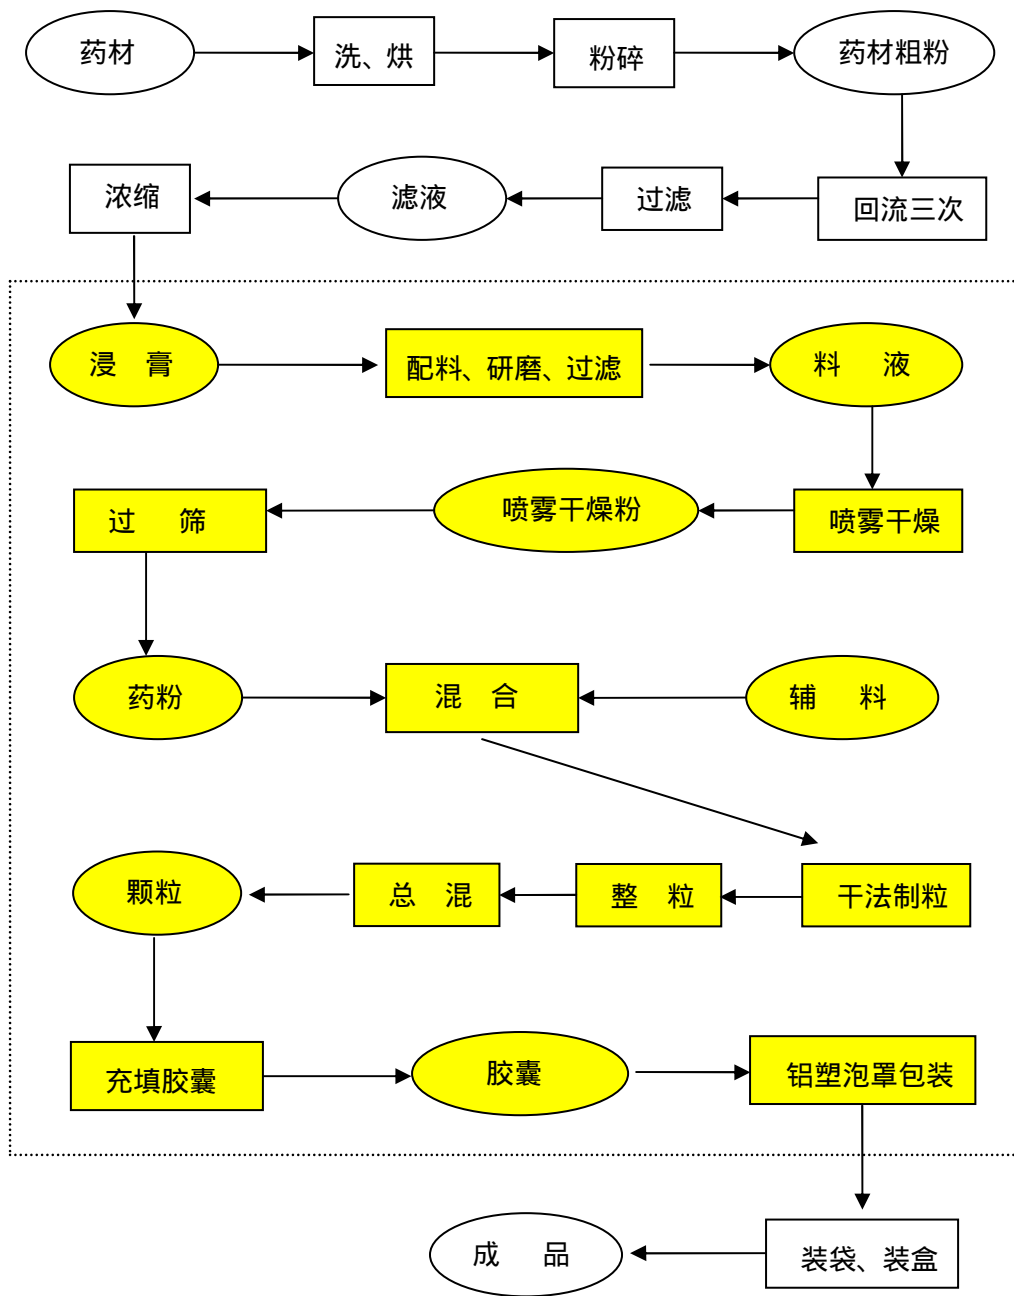 药材
洗、烘
粉碎
药材粗粉
回流三次
过滤
滤液
浓缩
浸 膏
配料、研磨、过滤
料 液
喷雾干燥
喷雾干燥粉
过 筛
药粉
混 合
辅 料
干法制粒
整 粒
总 混
颗粒
充填胶囊
胶囊
铝塑泡罩包装
装袋、装盒
成 品